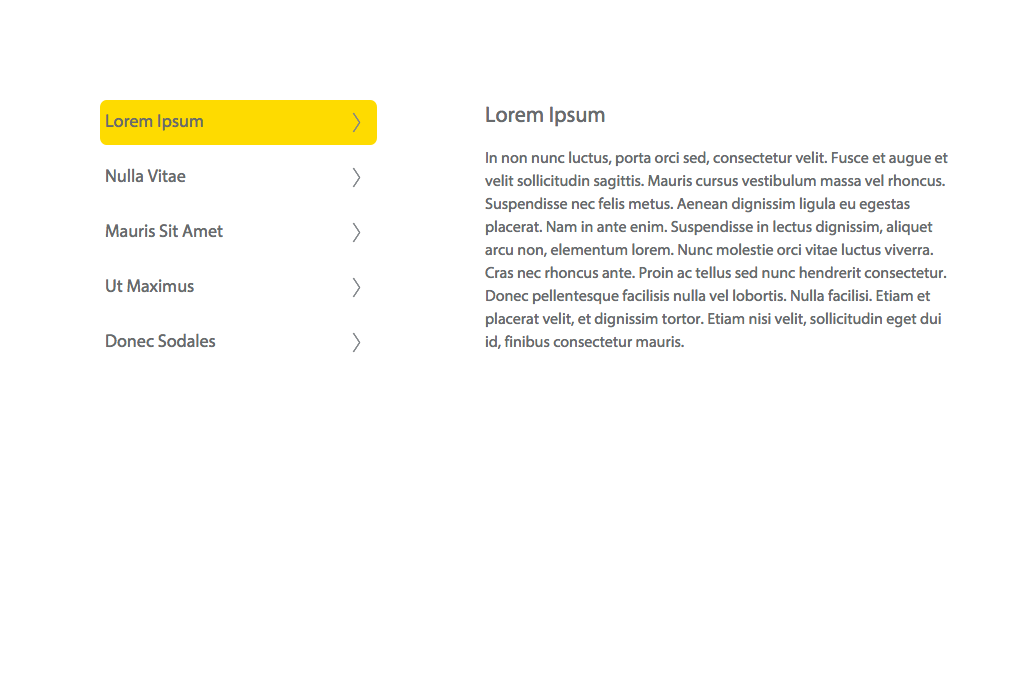 Lorem Ipsum
Nulla Vitae
Mauris Sit Amet
Ut Maximus
Donec Sodales
Lorem Ipsum
In non nunc luctus, porta orci sed, consectetur velit. Fusce et augue et
velit sollicitudin sagittis. Mauris cursus vestibulum massa vel rhoncus.
Suspendisse nec felis metus. Aenean dignissim ligula eu egestas
placerat. Nam in ante enim. Suspendisse in lectus dignissim, aliquet
arcu non, elementum lorem. Nunc molestie orci vitae luctus viverra.
Cras nec rhoncus ante. Proin ac tellus sed nunc hendrerit consectetur.
Donec pellentesque facilisis nulla vel lobortis. Nulla facilisi. Etiam et
placerat velit, et dignissim tortor. Etiam nisi velit, sollicitudin eget dui
id, finibus consectetur mauris.